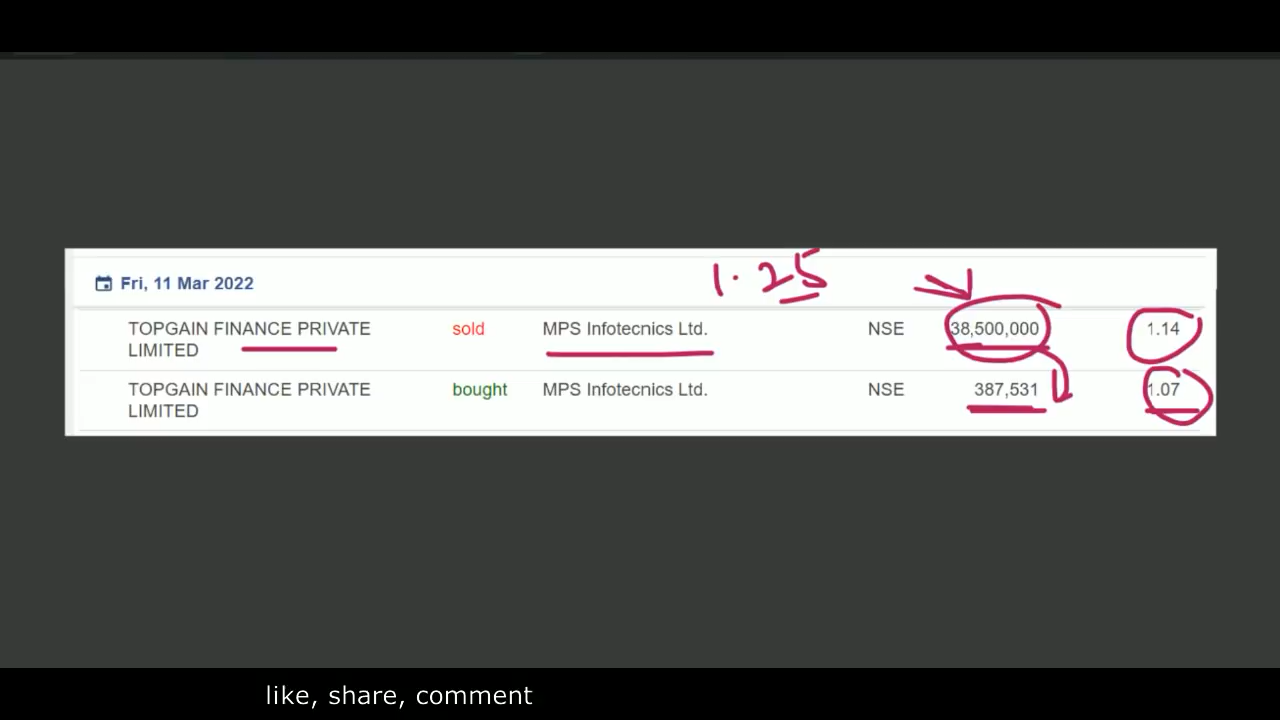 1.25
Fri, 11 Mar 2022
TOPGAIN FINANCE PRIVATE LIMITED sold MPS Infotecnics Ltd. NSE 38,500,000 1.14
TOPGAIN FINANCE PRIVATE LIMITED bought MPS Infotecnics Ltd. NSE 387,531 1.07
like, share, comment